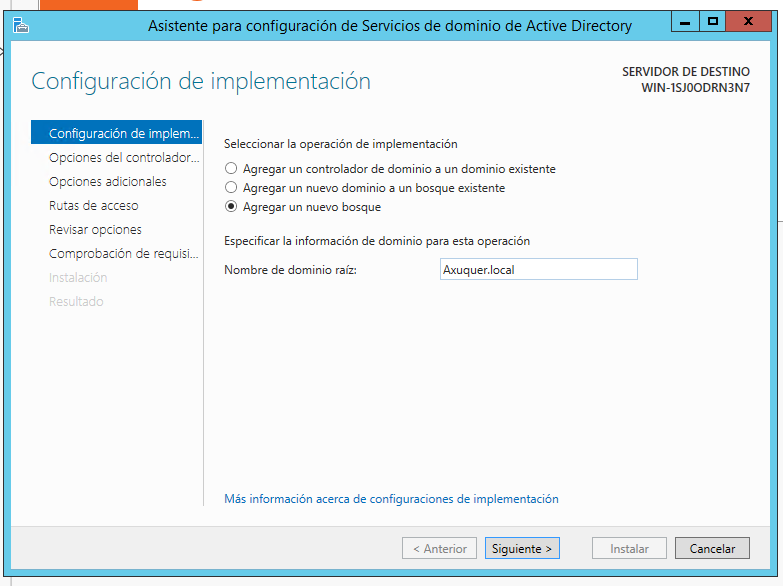 Asistente para configuración de Servicios de dominio de Active Directory
Configuración de implementación
SERVIDOR DE DESTINO
WIN-1SJ0ODRN3N7
Configuración de implem...
Opciones del controlador...
Opciones adicionales
Rutas de acceso
Revisar opciones
Comprobación de requisi...
Instalación
Resultado
Seleccionar la operación de implementación
Agregar un controlador de dominio a un dominio existente
Agregar un nuevo dominio a un bosque existente
Agregar un nuevo bosque
Especificar la información de dominio para esta operación
Nombre de dominio raíz:
Axuquer.local
Más información acerca de configuraciones de implementación
< Anterior
Siguiente >
Instalar
Cancelar